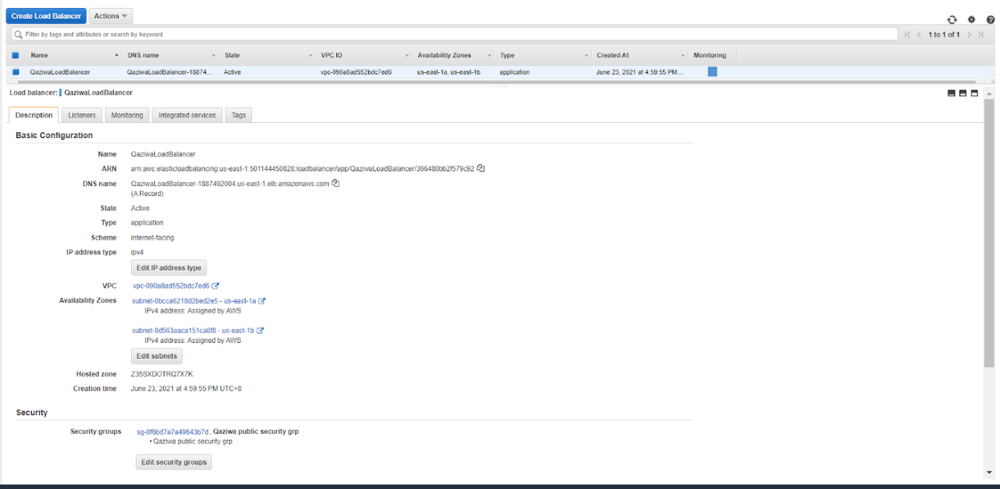 Create Load Balancer Actions
Filter by tags and attributes or search by keyword 1 to 1 of 1
Name DNS name State VPC ID Availability Zones Type Created At Monitoring
QaziwaLoadBalancer QaziwaLoadBalancer-18874... Active vpc-090a8ad552bdc7ed6 us-east-1a, us-east-1b application June 23, 2021 at 4:59:55 PM...
Load balancer: QaziwaLoadBalancer
Description Listeners Monitoring Integrated services Tags
Basic Configuration
Name QaziwaLoadBalancer
ARN arn:aws:elasticloadbalancing:us-east-1:501144450828:loadbalancer/app/QaziwaLoadBalancer/366480bb2f579c92
DNS name QaziwaLoadBalancer-1887492004.us-east-1.elb.amazonaws.com
(A Record)
State Active
Type application
Scheme internet-facing
IP address type ipv4
Edit IP address type
VPC vpc-090a8ad552bdc7ed6
Availability Zones subnet-0bcca6218d2bed2e5 - us-east-1a
IPv4 address: Assigned by AWS
subnet-0d563aaca151ca8f8 - us-east-1b
IPv4 address: Assigned by AWS
Edit subnets
Hosted zone Z35SXDOTRQ7X7K
Creation time June 23, 2021 at 4:59:55 PM UTC+8
Security
Security groups sg-0f6bd7a7a49643b7d, Qaziwa public security grp
• Qaziwa public security grp
Edit security groups